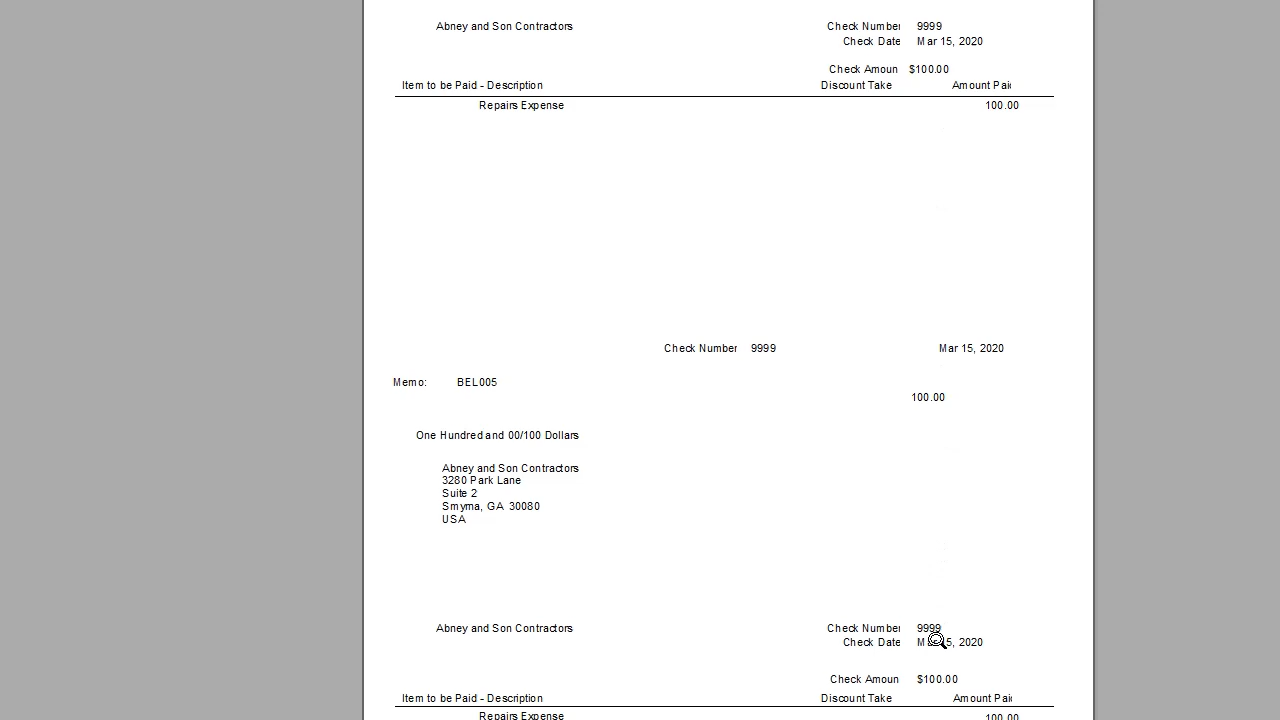 Abney and Son Contractors Check Number 9999
Check Date Mar 15, 2020
Check Amoun $100.00
Item to be Paid - Description Discount Take Amount Pai
Repairs Expense 100.00
Check Number 9999 Mar 15, 2020
Memo: BEL005
100.00
One Hundred and 00/100 Dollars
Abney and Son Contractors
3280 Park Lane
Suite 2
Smyrna, GA 30080
USA
Abney and Son Contractors Check Number 9999
Check Date Mar 15, 2020
Check Amoun $100.00
Item to be Paid - Description Discount Take Amount Pai
Repairs Expense 100.00